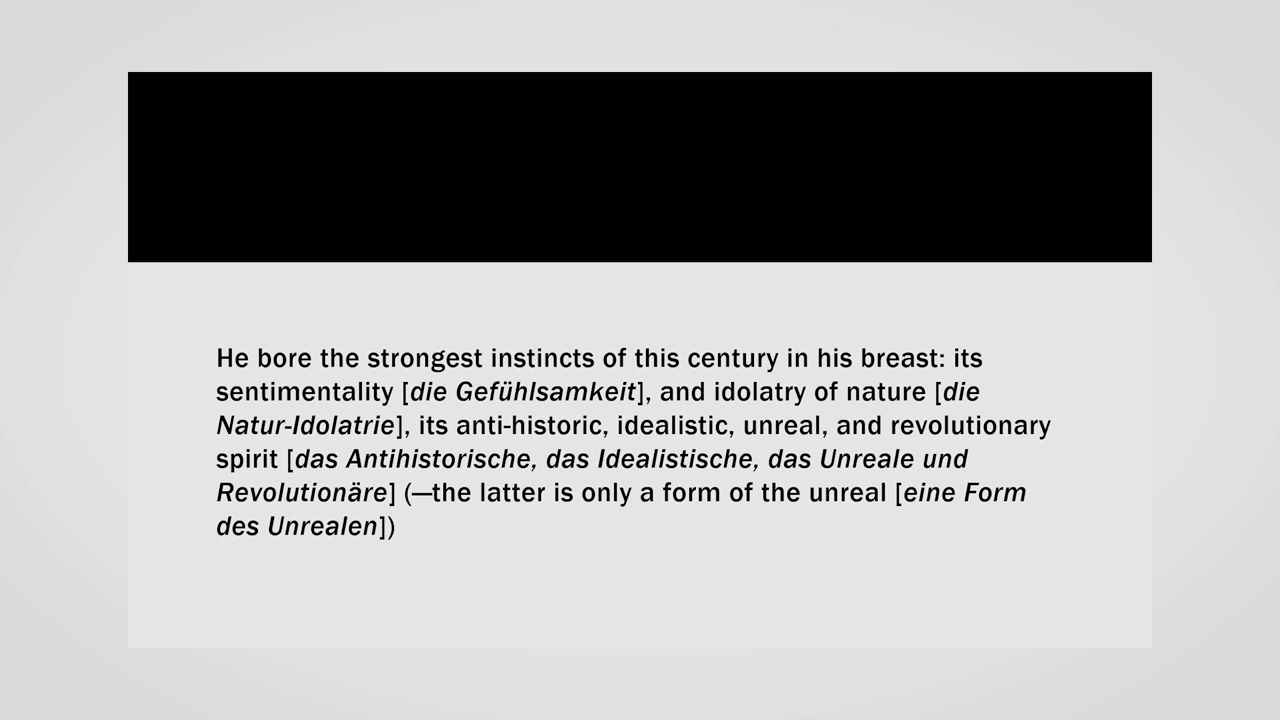 He bore the strongest instincts of this century in his breast: its
sentimentality [die Gefühlsamkeit], and idolatry of nature [die
Natur-Idolatrie], its anti-historic, idealistic, unreal, and revolutionary
spirit [das Antihistorische, das Idealistische, das Unreale und
Revolutionäre] (—the latter is only a form of the unreal [eine Form
des Unrealen])